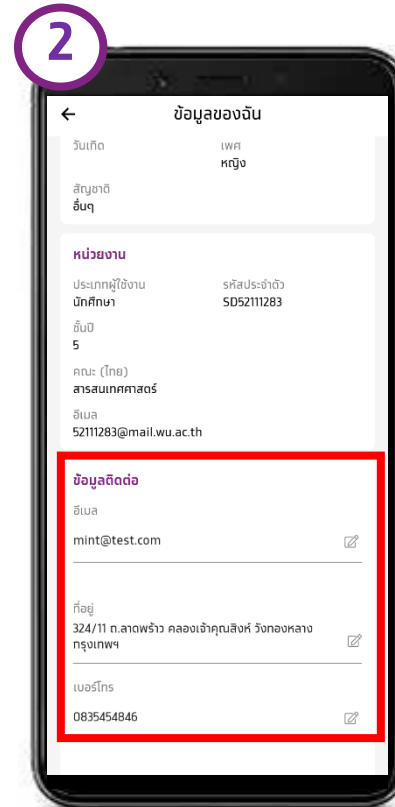 2
ข้อมูลของฉัน
วันเกิด เพศ
หญิง
สัญชาติ
อื่นๆ
หน่วยงาน
ประเภทผู้ใช้งาน รหัสประจำตัว
นักศึกษา SD52111283
ชั้นปี
5
คณะ (ไทย)
สารสนเทศศาสตร์
อีเมล
52111283@mail.wu.ac.th
ข้อมูลติดต่อ
อีเมล
mint@test.com
ที่อยู่
324/11 ถ.ลาดพร้าว คลองเจ้าคุณสิงห์ วังทองหลาง
กรุงเทพฯ
เบอร์โทร
0835454846